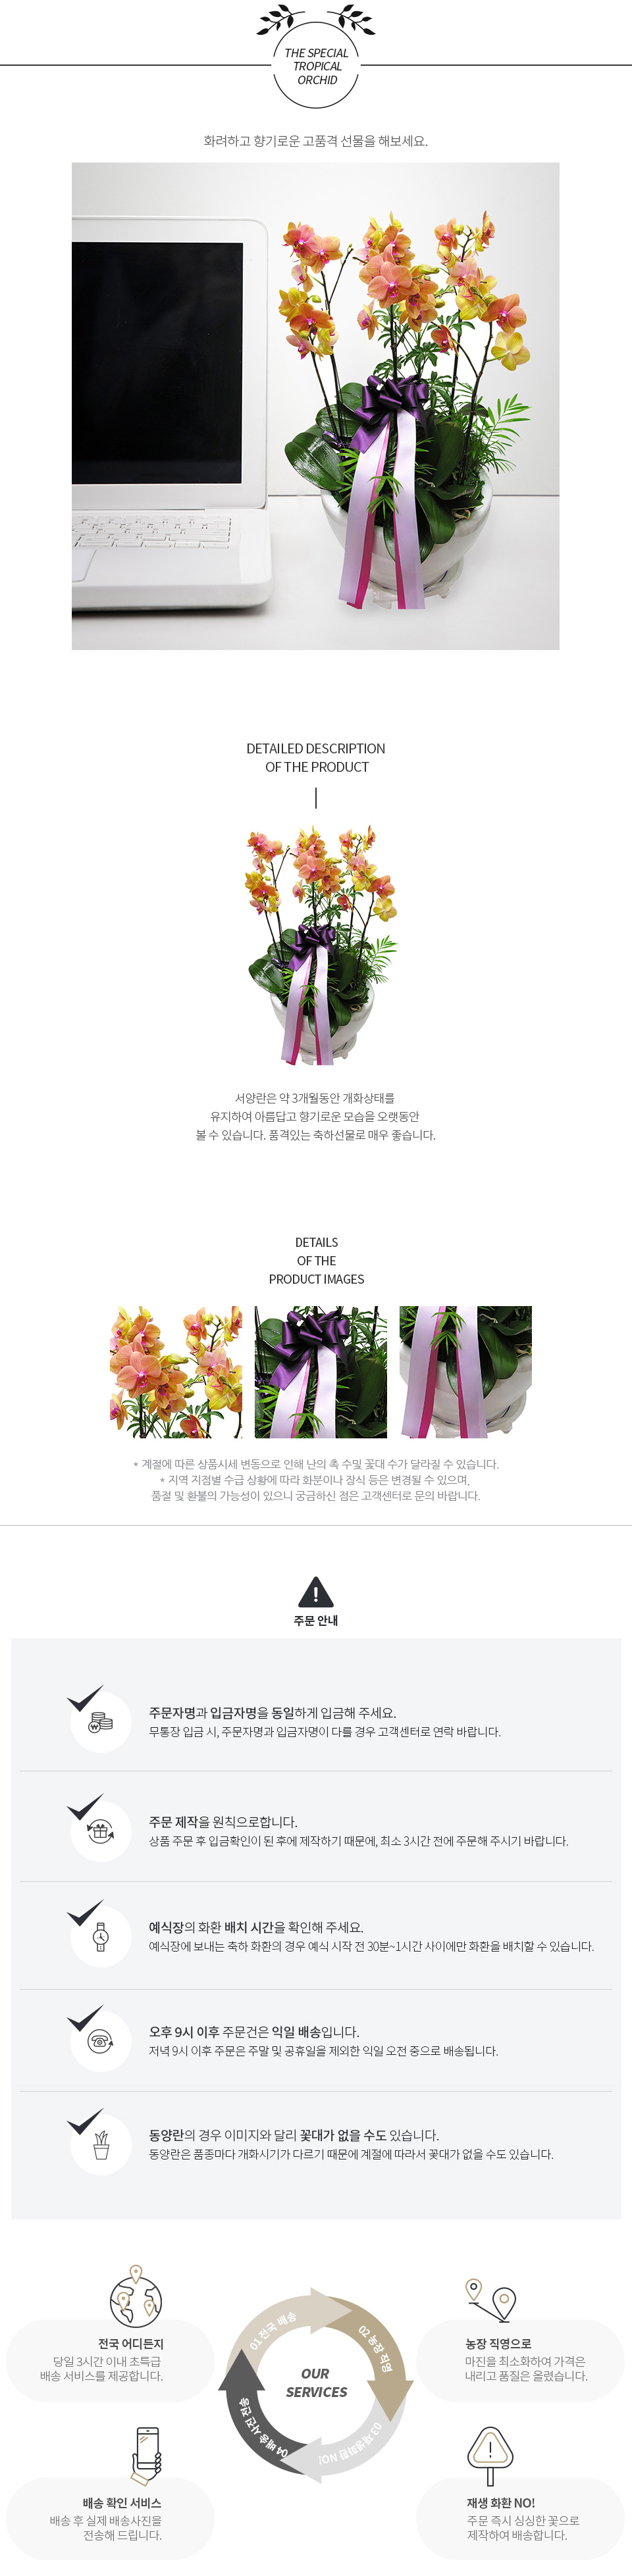 THE SPECIAL
TROPICAL
ORCHID
화려하고 향기로운 고품격 선물을 해보세요.
DETAILED DESCRIPTION
OF THE PRODUCT
서양란은 약 3개월동안 개화상태를
유지하여 아름답고 향기로운 모습을 오랫동안
볼 수 있습니다. 품격있는 축하선물로 매우 좋습니다.
DETAILS
OF THE
PRODUCT IMAGES
* 계절에 따른 상품시세 변동으로 인해 난의 촉 수및 꽃대 수가 달라질 수 있습니다.
* 지역 지점별 수급 상황에 따라 화분이나 장식 등은 변경될 수 있으며,
품절 및 환불의 가능성이 있으니 궁금하신 점은 고객센터로 문의 바랍니다.
주문 안내
주문자명과 입금자명을 동일하게 입금해 주세요.
무통장 입금 시, 주문자명과 입금자명이 다를 경우 고객센터로 연락 바랍니다.
주문 제작을 원칙으로합니다.
상품 주문 후 입금확인이 된 후에 제작하기 때문에, 최소 3시간 전에 주문해 주시기 바랍니다.
예식장의 화환 배치 시간을 확인해 주세요.
예식장에 보내는 축하 화환의 경우 예식 시작 전 30분~1시간 사이에만 화환을 배치할 수 있습니다.
오후 9시 이후 주문건은 익일 배송입니다.
저녁 9시 이후 주문은 주말 및 공휴일을 제외한 익일 오전 중으로 배송됩니다.
동양란의 경우 이미지와 달리 꽃대가 없을 수도 있습니다.
동양란은 품종마다 개화시기가 다르기 때문에 계절에 따라서 꽃대가 없을 수도 있습니다.
전국 어디든지
당일 3시간 이내 초특급
배송 서비스를 제공합니다.
01 전국 배송
02 농장 직영
OUR
SERVICES
03 재생화환 NO!
04 배송사진 전송
농장 직영으로
마진을 최소화하여 가격은
내리고 품질은 올렸습니다.
배송 확인 서비스
배송 후 실제 배송사진을
전송해 드립니다.
재생 화환 NO!
주문 즉시 싱싱한 꽃으로
제작하여 배송합니다.